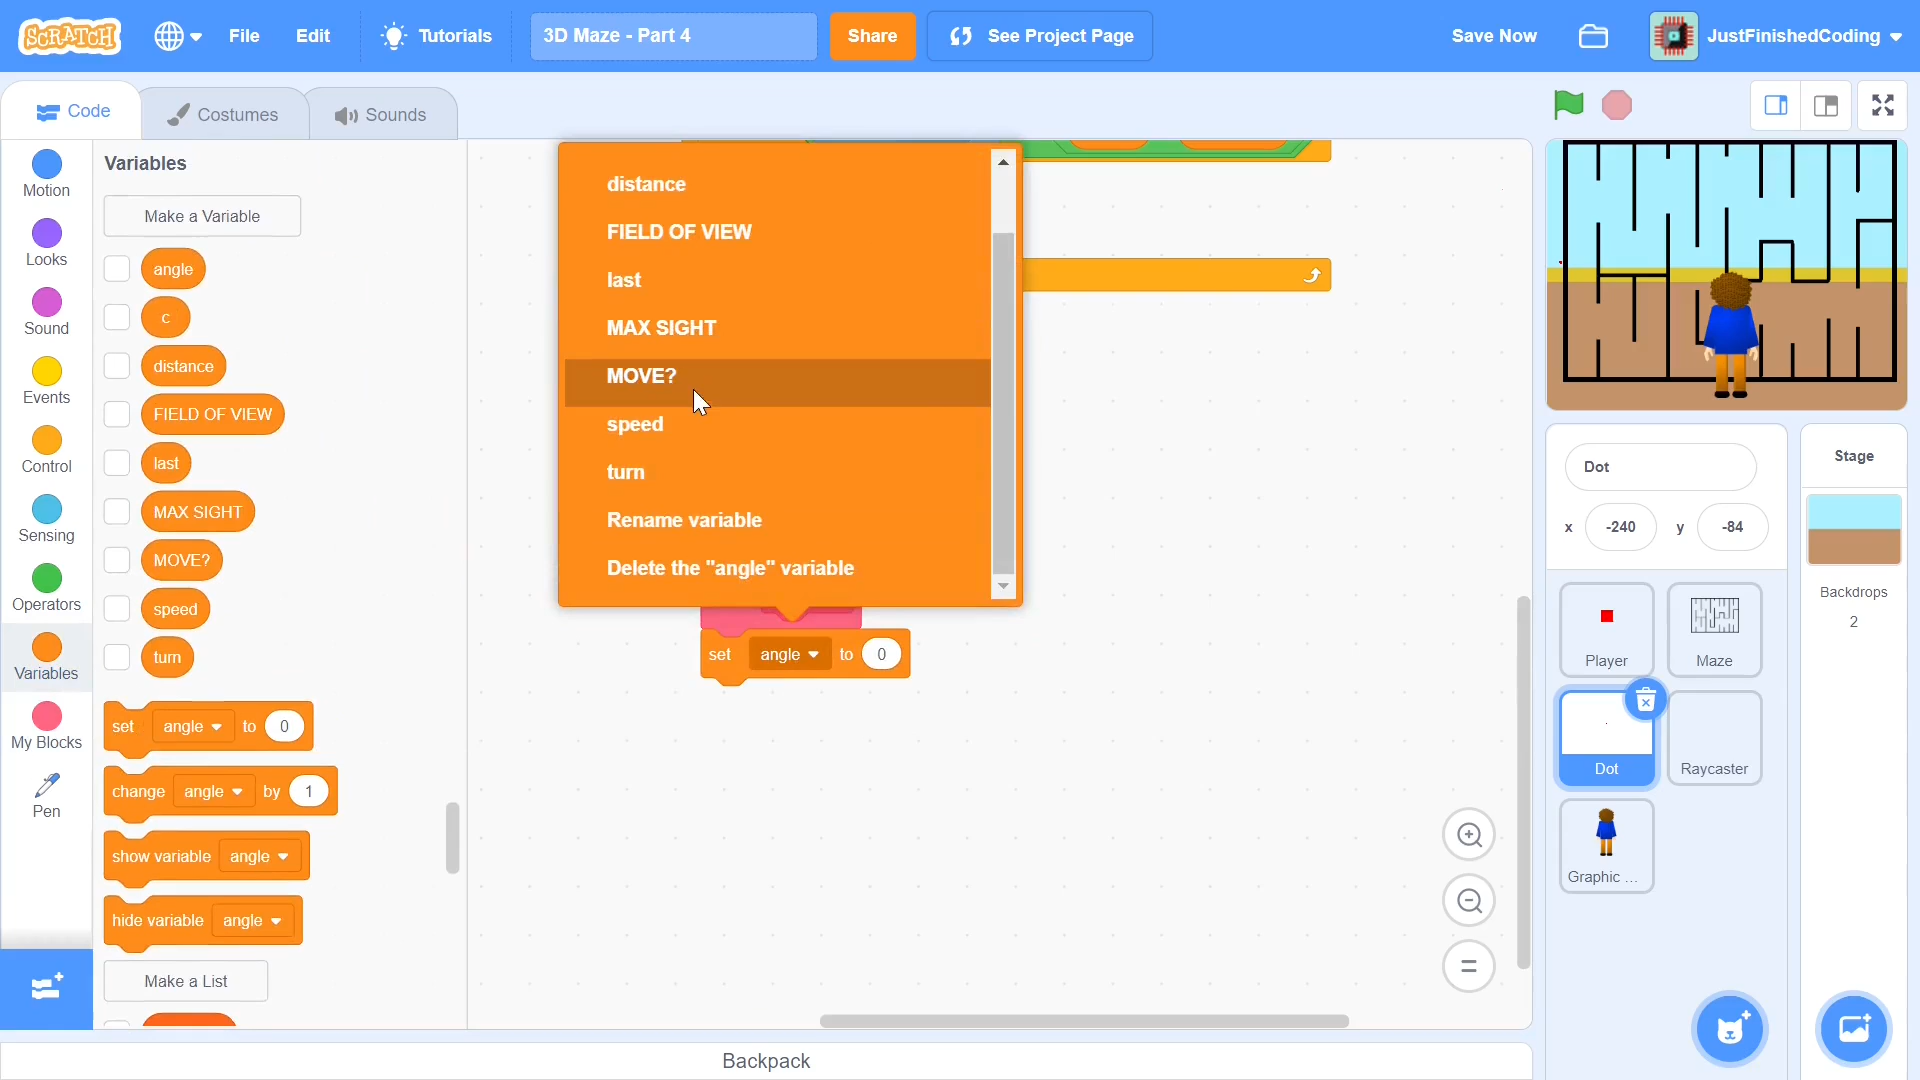 SCRATCH
File
Edit
Tutorials
3D Maze - Part 4
Share
See Project Page
Save Now
JustFinishedCoding
Code
Costumes
Sounds
Motion
Looks
Sound
Events
Control
Sensing
Operators
Variables
My Blocks
Pen
Variables
Make a Variable
angle
c
distance
FIELD OF VIEW
last
MAX SIGHT
MOVE?
speed
turn
set angle to 0
change angle by 1
show variable angle
hide variable angle
Make a List
distance
FIELD OF VIEW
last
MAX SIGHT
MOVE?
speed
turn
Rename variable
Delete the "angle" variable
set angle to 0
Dot
x -240 y -84
Player
Maze
Dot
Raycaster
Graphic ...
Stage
Backdrops
2
Backpack